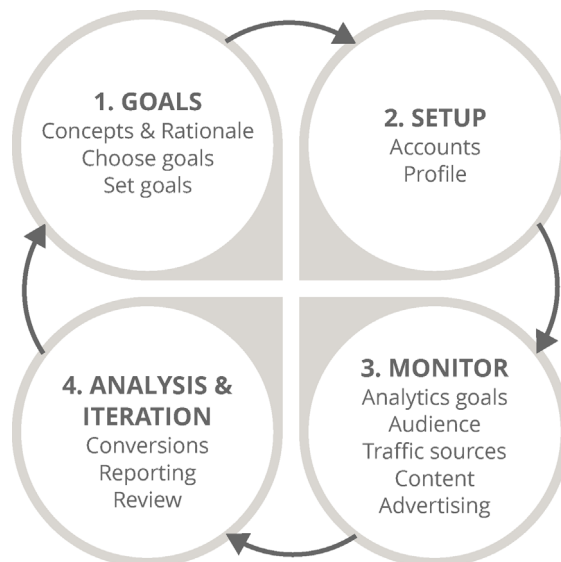 1. GOALS
Concepts & Rationale
Choose goals
Set goals
2. SETUP
Accounts
Profile
3. MONITOR
Analytics goals
Audience
Traffic sources
Content
Advertising
4. ANALYSIS &
ITERATION
Conversions
Reporting
Review